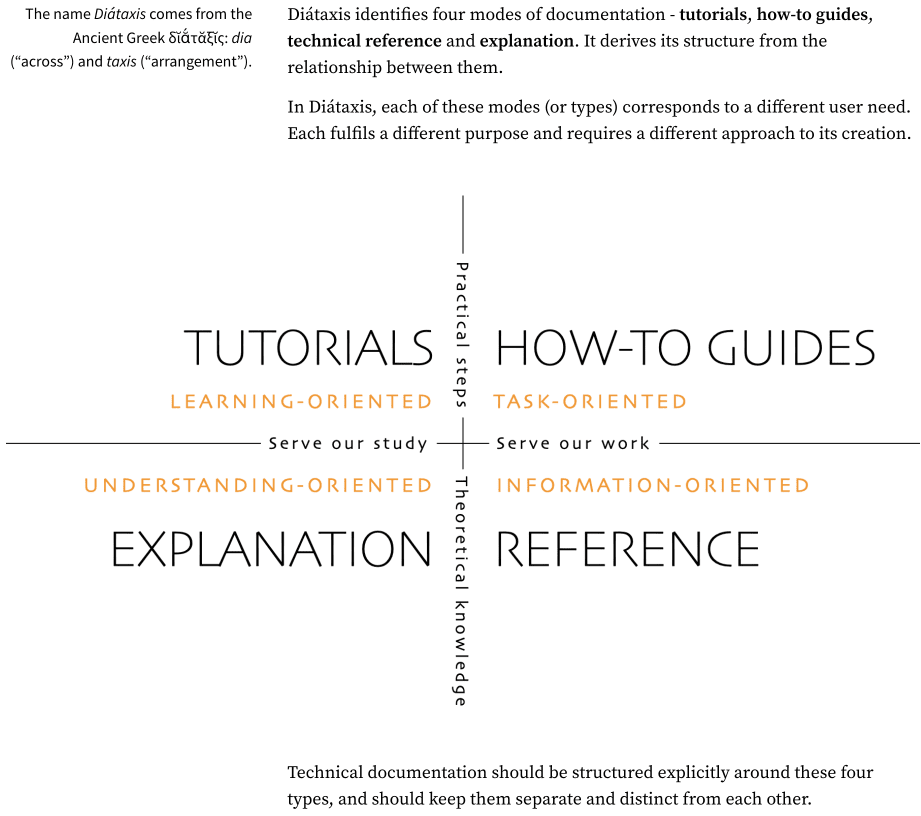 The name Diátaxis comes from the
Ancient Greek δῐᾰ́τᾰξῐς: dia
(“across”) and taxis (“arrangement”).
Diátaxis identifies four modes of documentation - tutorials, how-to guides,
technical reference and explanation. It derives its structure from the
relationship between them.
In Diátaxis, each of these modes (or types) corresponds to a different user need.
Each fulfils a different purpose and requires a different approach to its creation.
Practical steps
TUTORIALS
HOW-TO GUIDES
LEARNING-ORIENTED
TASK-ORIENTED
Serve our study
Serve our work
UNDERSTANDING-ORIENTED
INFORMATION-ORIENTED
EXPLANATION
REFERENCE
Theoretical knowledge
Technical documentation should be structured explicitly around these four
types, and should keep them separate and distinct from each other.